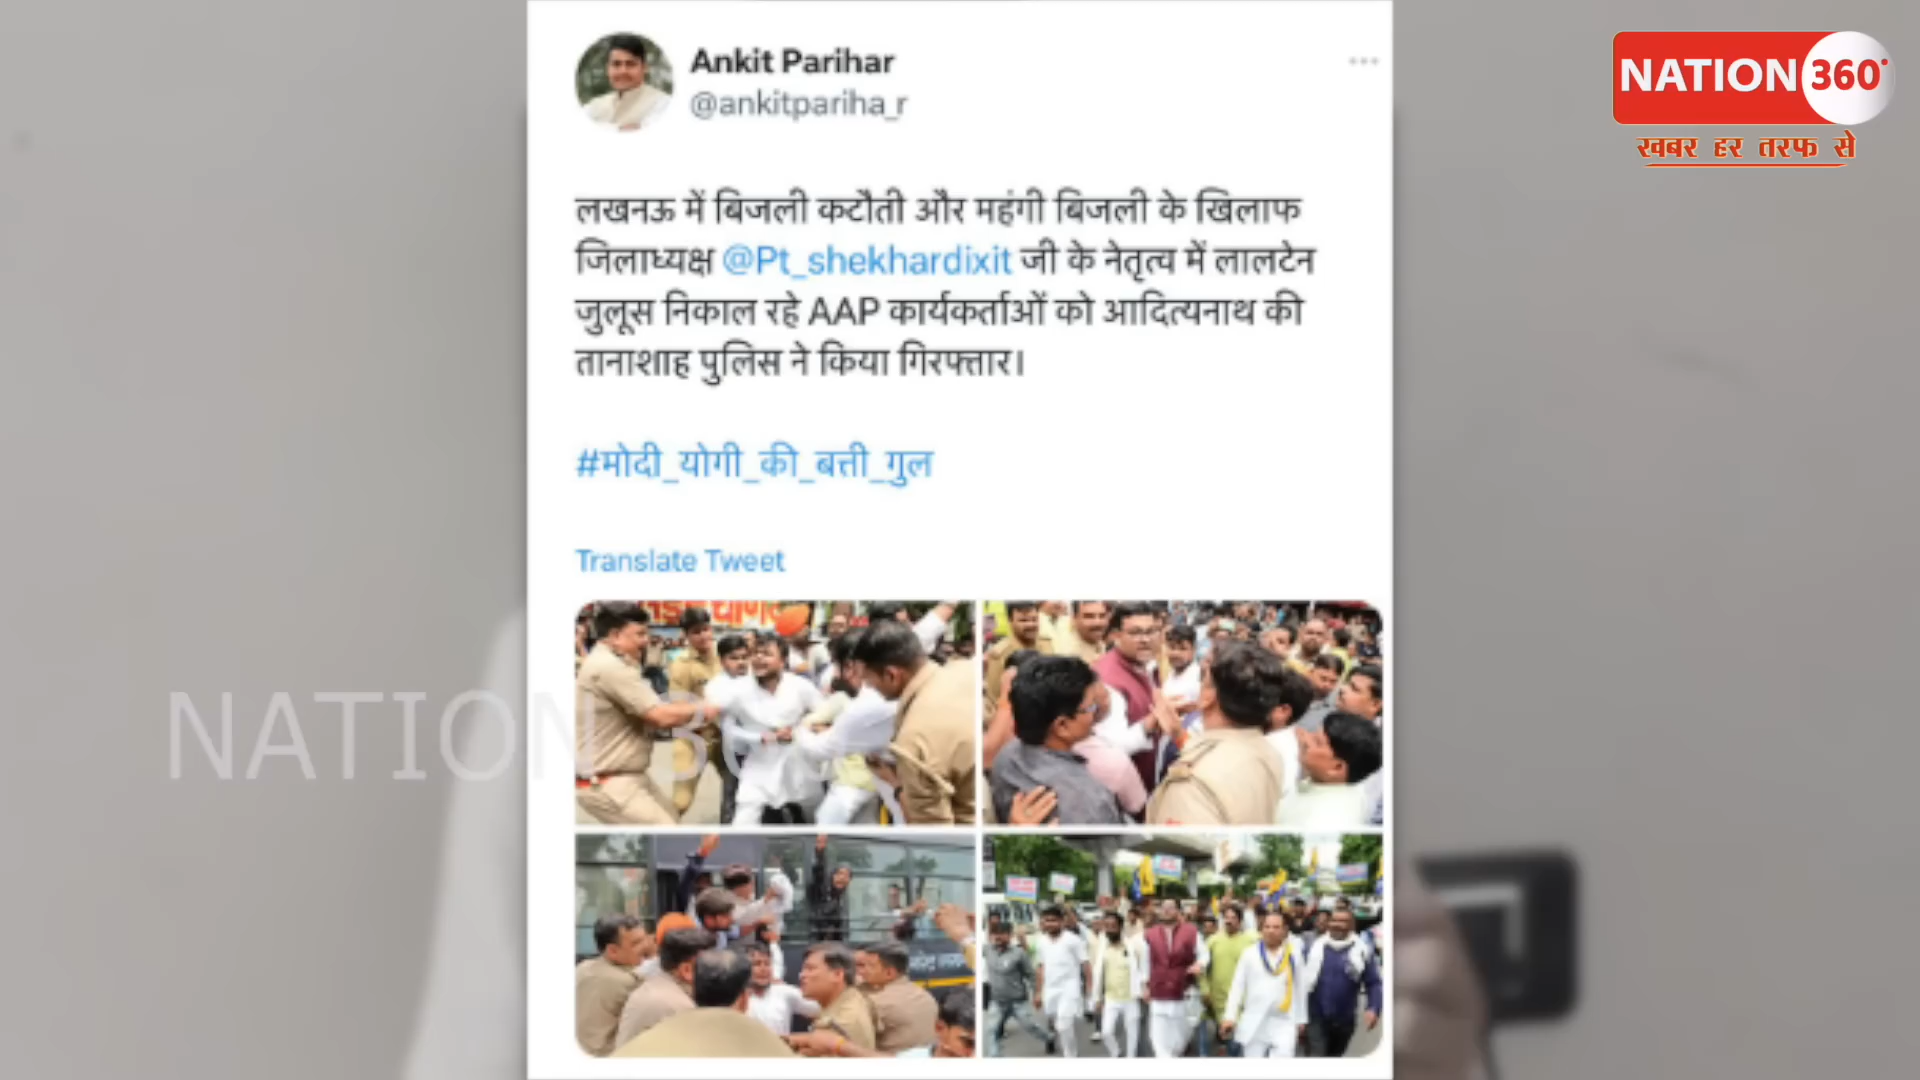 Ankit Parihar
@ankitpariha_r
NATION 360°
खबर हर तरफ से
लखनऊ में बिजली कटौती और महंगी बिजली के खिलाफ
जिलाध्यक्ष @Pt_shekhardixit जी के नेतृत्व में लालटेन
जुलूस निकाल रहे AAP कार्यकर्ताओं को आदित्यनाथ की
तानाशाह पुलिस ने किया गिरफ्तार।
#मोदी_योगी_की_बत्ती_गुल
Translate Tweet
NATION 360